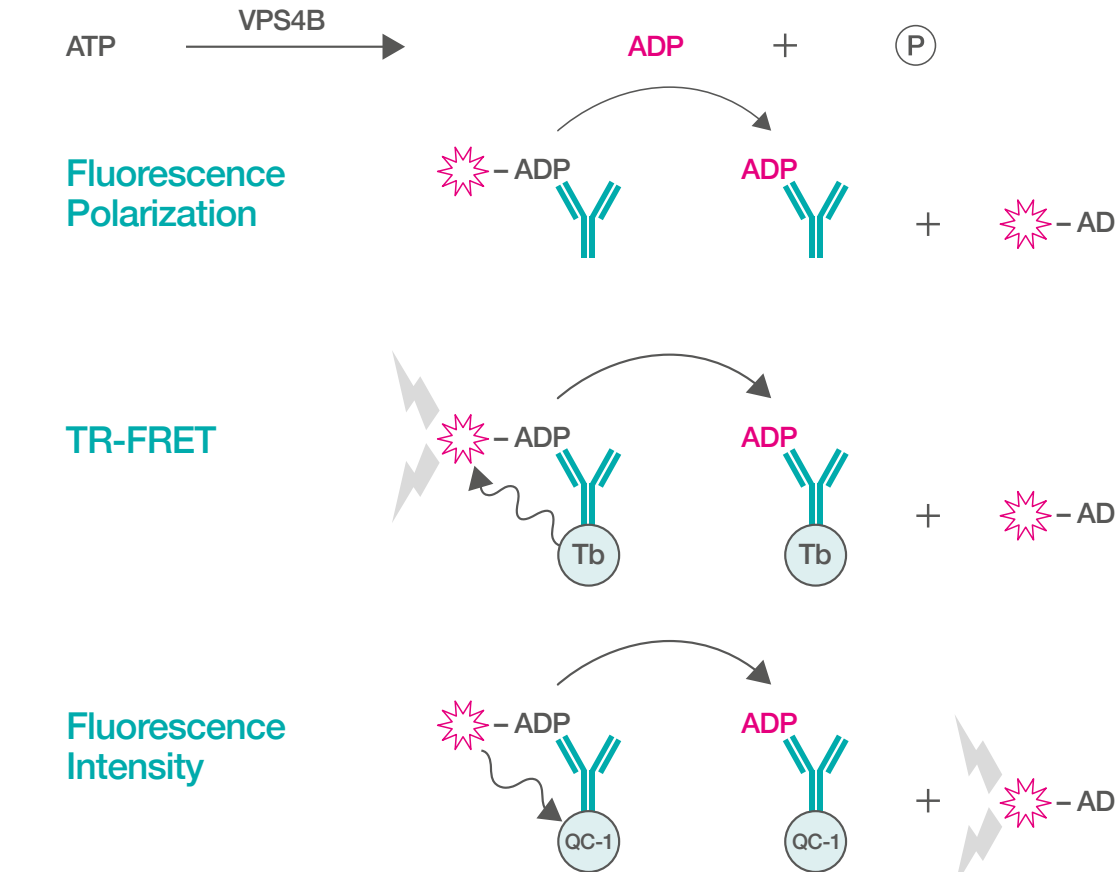 VPS4B
ATP ADP + P
Fluorescence
Polarization
– ADP ADP + – AD
TR-FRET
– ADP ADP + – AD
Tb Tb
Fluorescence
Intensity
– ADP ADP + – AD
QC-1 QC-1